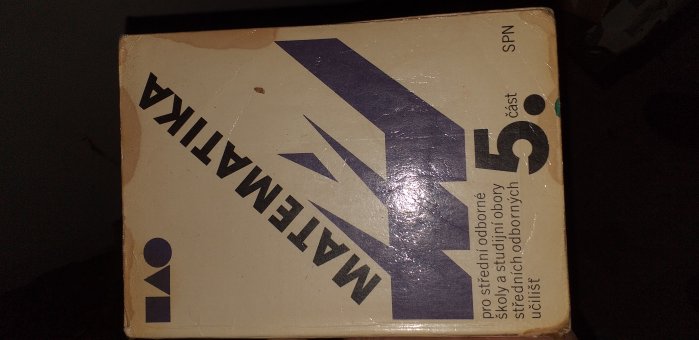 MATEMATIKA
pro střední odborné
školy a studijní obory
středních odborných
učilišť
5.
část
SPN